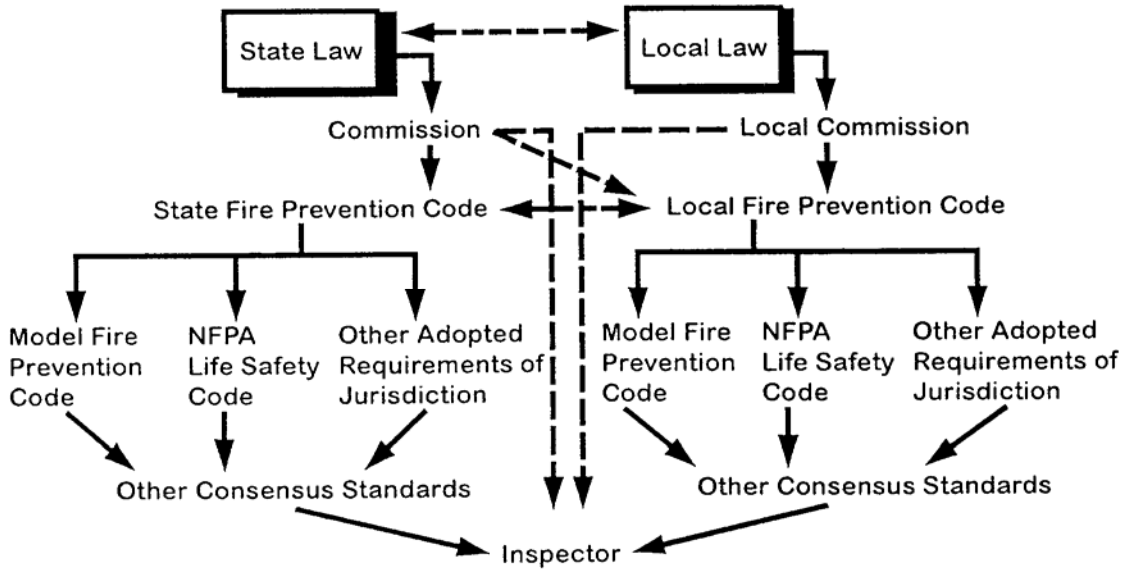 State Law
Local Law
Commission
Local Commission
State Fire Prevention Code
Local Fire Prevention Code
Model Fire
Prevention
Code
NFPA
Life Safety
Code
Other Adopted
Requirements of
Jurisdiction
Model Fire
Prevention
Code
NFPA
Life Safety
Code
Other Adopted
Requirements of
Jurisdiction
Other Consensus Standards
Other Consensus Standards
Inspector